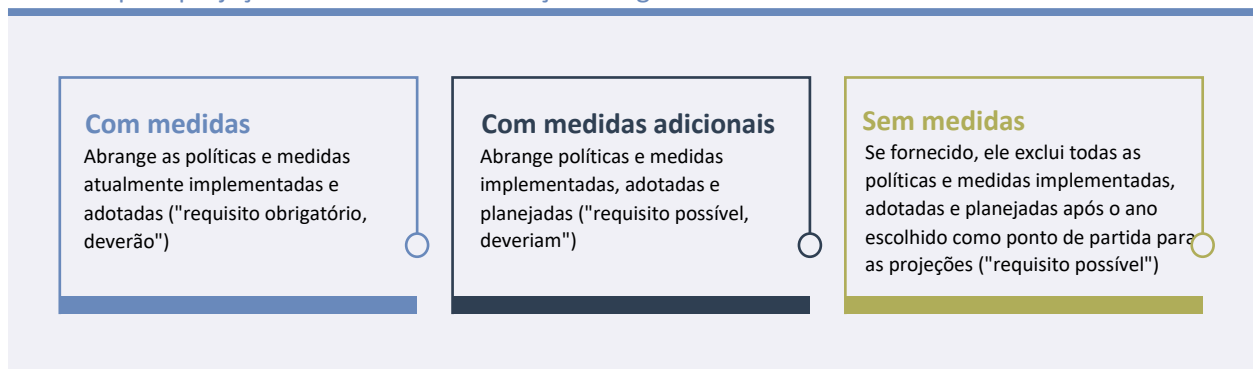 Com medidas
Abrange as políticas e medidas
atualmente implementadas e
adotadas ("requisito obrigatório,
deverão")
Com medidas adicionais
Abrange políticas e medidas
implementadas, adotadas e
planejadas ("requisito possível,
deveriam")
Sem medidas
Se fornecido, ele exclui todas as
políticas e medidas implementadas,
adotadas e planejadas após o ano
escolhido como ponto de partida para
as projeções ("requisito possível")